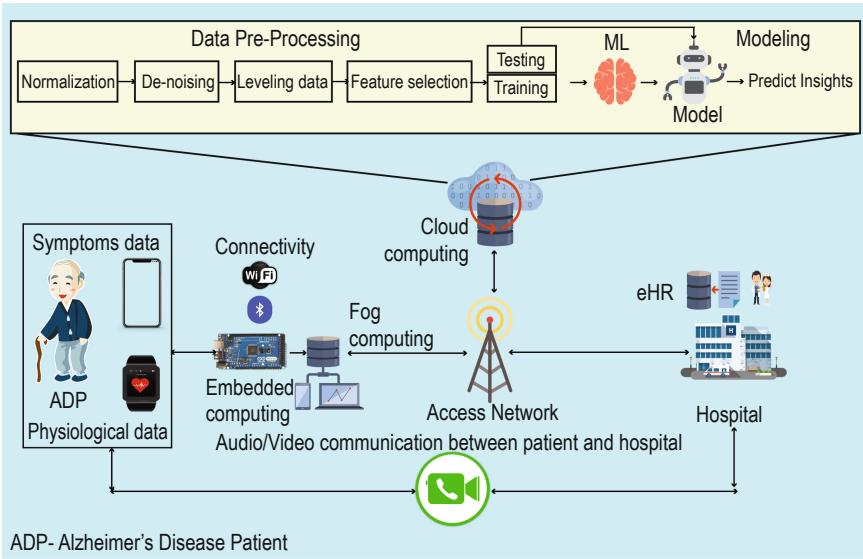 Data Pre-Processing
ML
Modeling
Normalization
De-noising
Leveling data
Feature selection
Testing
Training
Predict Insights
Model
Cloud
computing
Symptoms data
Connectivity
Wi Fi
eHR
Fog
computing
H
ADP
Embedded
computing
Access Network
Hospital
Physiological data
Audio/Video communication between patient and hospital
ADP- Alzheimer's Disease Patient